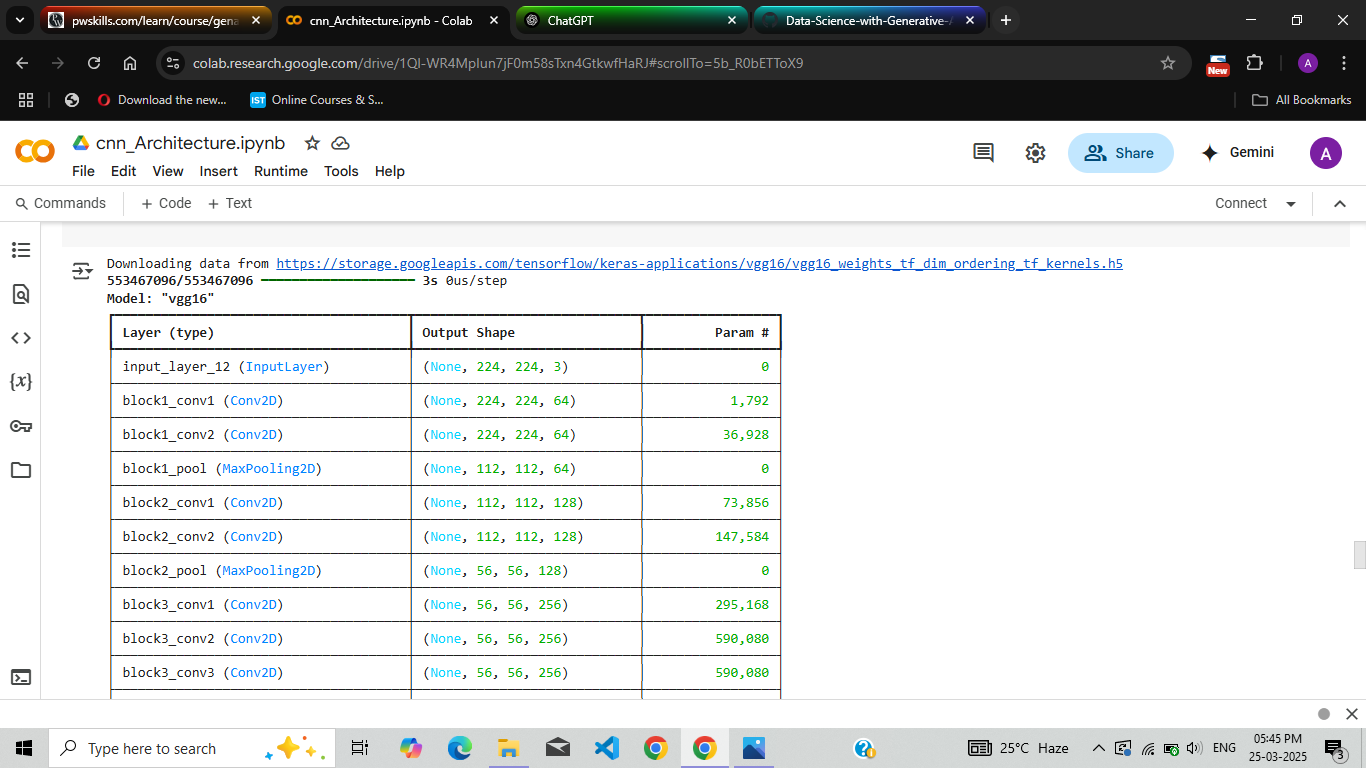 pwskills.com/learn/course/gena
cnn_Architecture.ipynb - Colab
ChatGPT
Data-Science-with-Generative-
colab.research.google.com/drive/1QI-WR4MpIun7jF0m58sTxn4GtkwfHaRJ#scrollTo=5b_R0bETToX9
New
A
Download the new...
IST
Online Courses & S...
All Bookmarks
cnn_Architecture.ipynb
File Edit View Insert Runtime Tools Help
Share
Gemini
A
Commands
+ Code + Text
Connect
Downloading data from https://storage.googleapis.com/tensorflow/keras-applications/vgg16/vgg16_weights_tf_dim_ordering_tf_kernels.h5
553467096/553467096 3s 0us/step
Model: "vgg16"
Layer (type) Output Shape Param #
input_layer_12 (InputLayer) (None, 224, 224, 3) 0
block1_conv1 (Conv2D) (None, 224, 224, 64) 1,792
block1_conv2 (Conv2D) (None, 224, 224, 64) 36,928
block1_pool (MaxPooling2D) (None, 112, 112, 64) 0
block2_conv1 (Conv2D) (None, 112, 112, 128) 73,856
block2_conv2 (Conv2D) (None, 112, 112, 128) 147,584
block2_pool (MaxPooling2D) (None, 56, 56, 128) 0
block3_conv1 (Conv2D) (None, 56, 56, 256) 295,168
block3_conv2 (Conv2D) (None, 56, 56, 256) 590,080
block3_conv3 (Conv2D) (None, 56, 56, 256) 590,080
Type here to search
25°C Haze
ENG
05:45 PM
25-03-2025
3